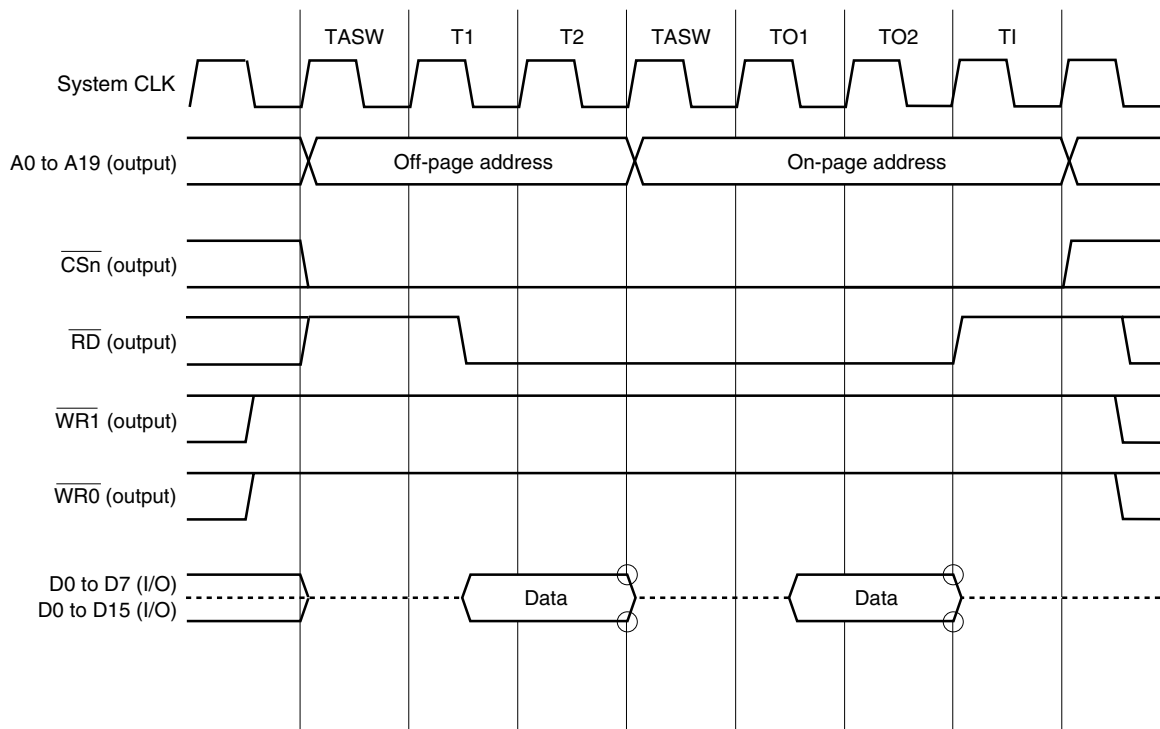 TASW T1 T2 TASW TO1 TO2 TI
System CLK
A0 to A19 (output) Off-page address On-page address
CSn (output)
RD (output)
WR1 (output)
WR0 (output)
D0 to D7 (I/O)
D0 to D15 (I/O) Data Data